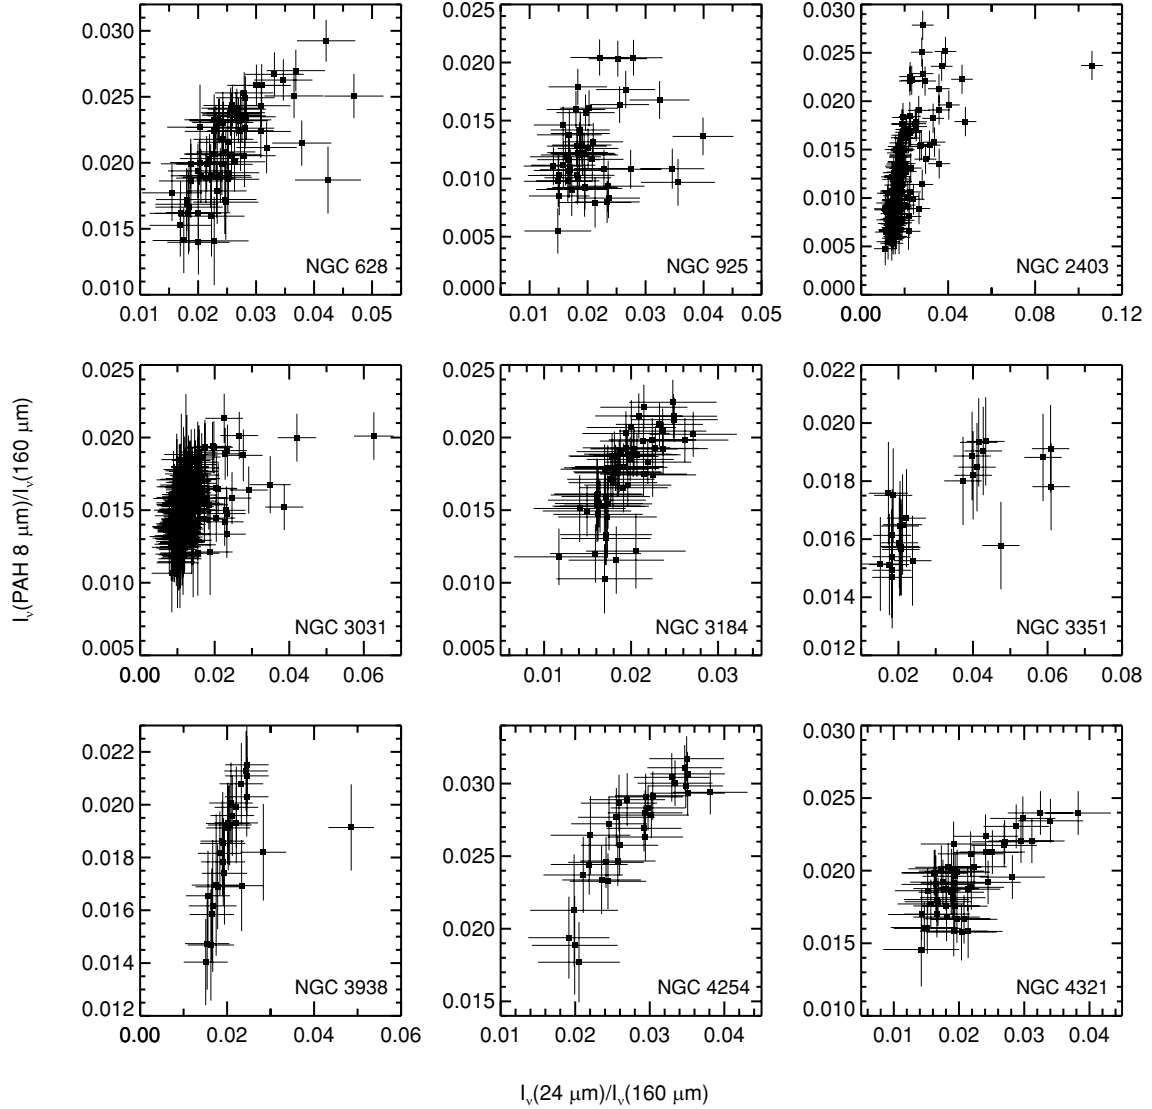 0.030
0.025
0.020
0.015
0.010
0.01 0.02 0.03 0.04 0.05
NGC 628
0.025
0.020
0.015
0.010
0.005
0.000
0.01 0.02 0.03 0.04 0.05
NGC 925
0.030
0.025
0.020
0.015
0.010
0.005
0.000
0.00 0.04 0.08 0.12
NGC 2403
0.025
0.020
0.015
0.010
0.005
0.00 0.02 0.04 0.06
NGC 3031
0.025
0.020
0.015
0.010
0.005
0.01 0.02 0.03
NGC 3184
0.022
0.020
0.018
0.016
0.014
0.012
0.02 0.04 0.06 0.08
NGC 3351
0.022
0.020
0.018
0.016
0.014
0.012
0.00 0.02 0.04 0.06
NGC 3938
0.030
0.025
0.020
0.015
0.01 0.02 0.03 0.04
NGC 4254
0.030
0.025
0.020
0.015
0.010
0.01 0.02 0.03 0.04
NGC 4321
Iν(PAH 8 μm)/Iν(160 μm)
Iν(24 μm)/Iν(160 μm)